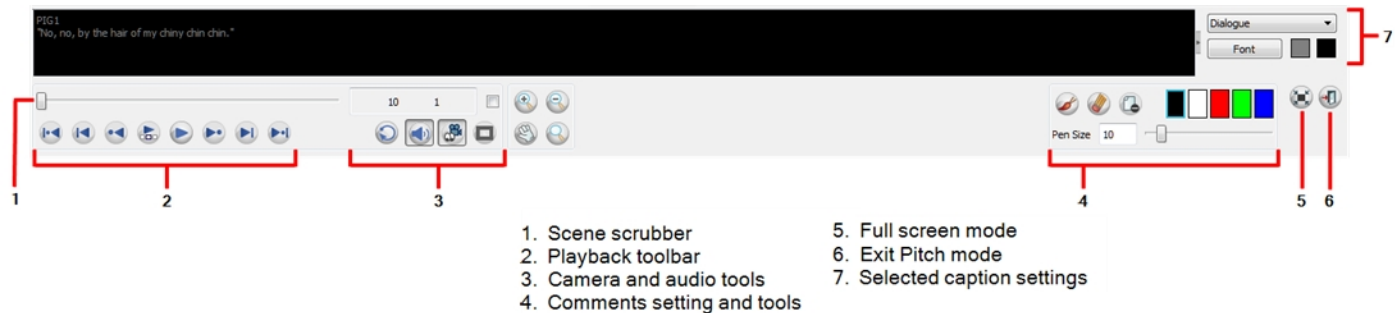 PIG1
"No, no, by the hair of my chiny chin chin."
Dialogue
Font
7
10 1
Pen Size 10
1
2
3
4
5
6
1. Scene scrubber
2. Playback toolbar
3. Camera and audio tools
4. Comments setting and tools
5. Full screen mode
6. Exit Pitch mode
7. Selected caption settings